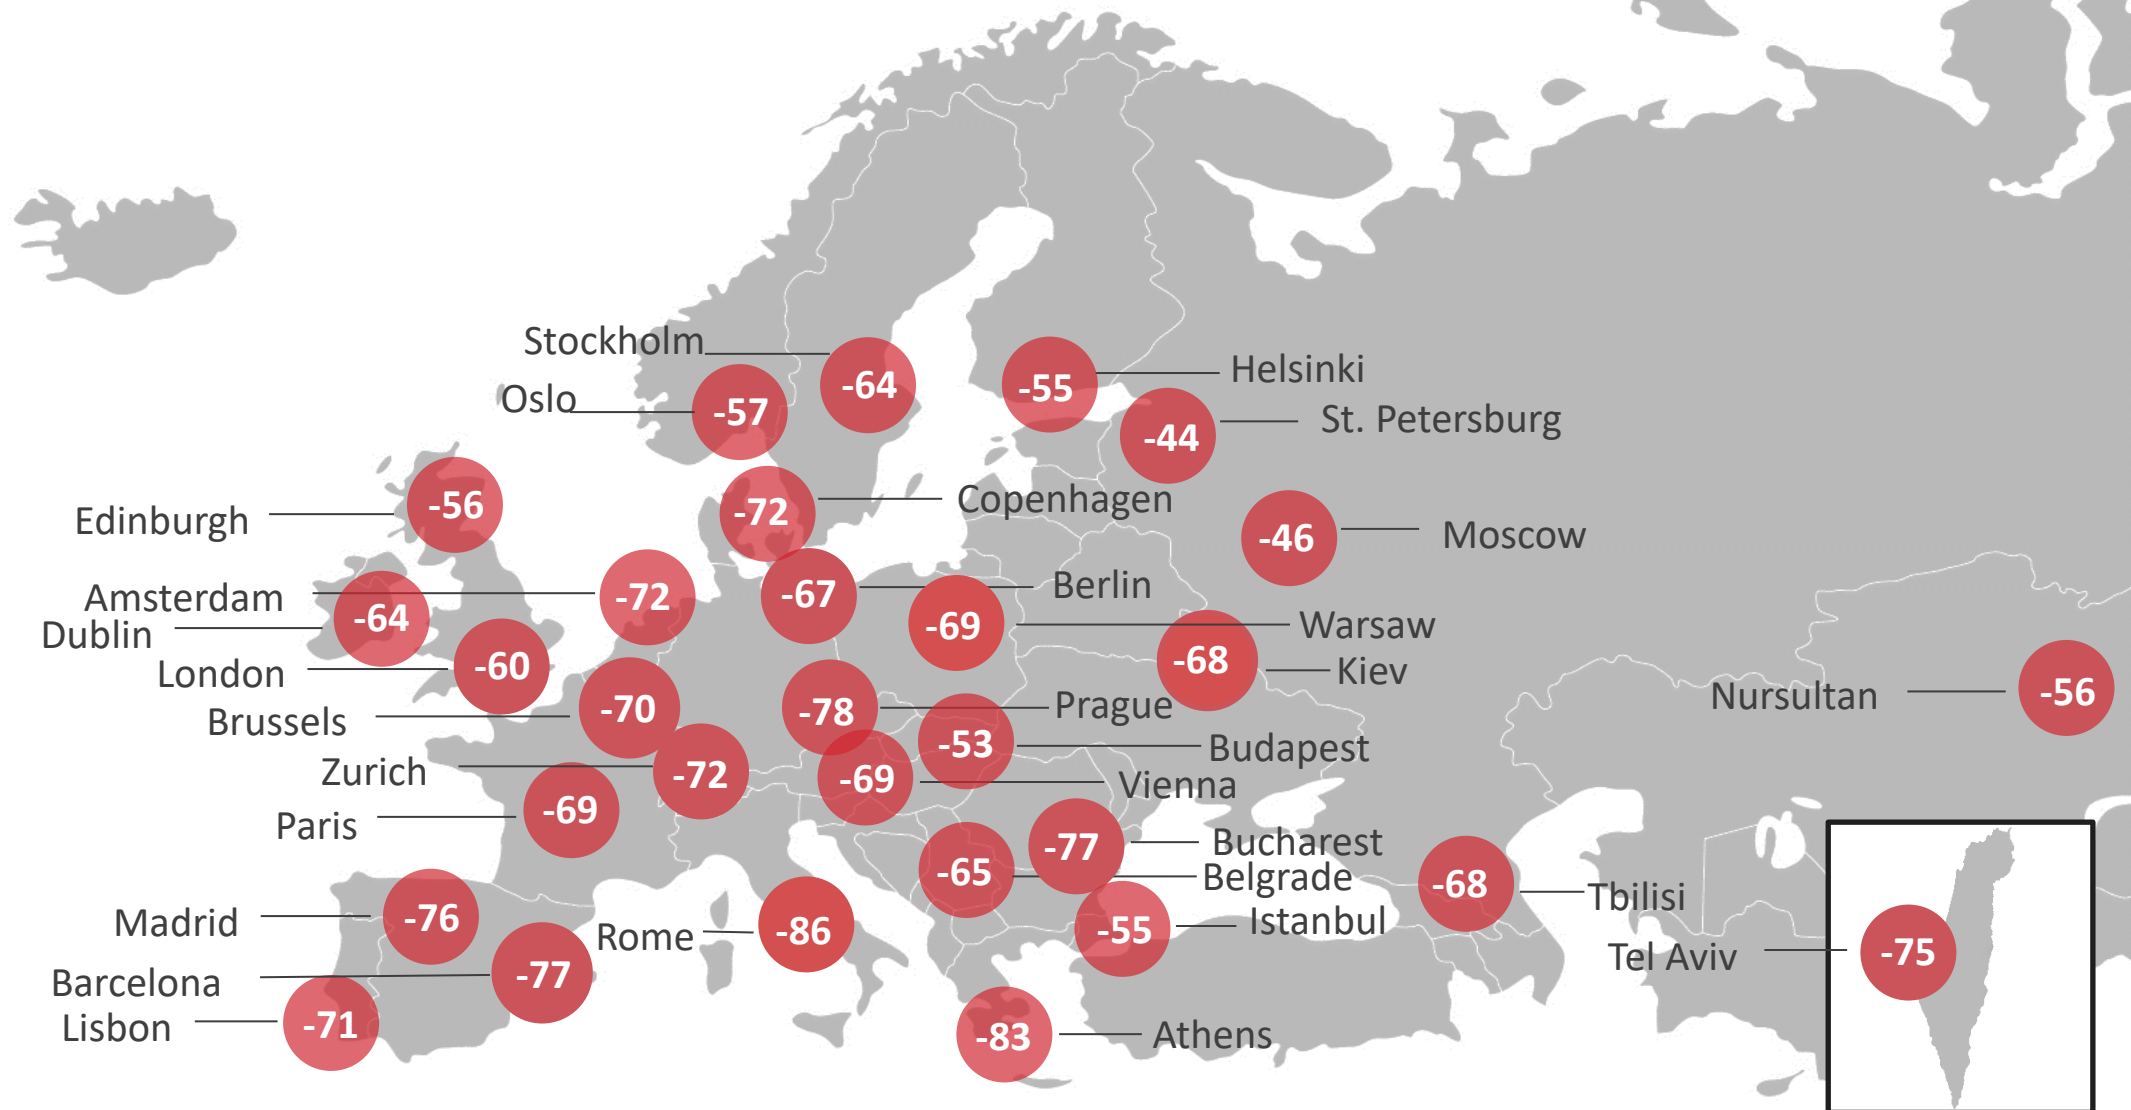 Stockholm
-64
Helsinki
-55
Oslo
-57
St. Petersburg
-44
Edinburgh
-56
Copenhagen
-72
Moscow
-46
Amsterdam
-72
Berlin
-67
Dublin
-64
Warsaw
-69
London
-60
Kiev
-68
Nursultan
-56
Brussels
-70
Prague
-78
Budapest
-53
Zurich
-72
Vienna
-69
Paris
-69
Bucharest
-77
Belgrade
-65
Tbilisi
-68
Madrid
-76
Rome
-86
Istanbul
-55
Tel Aviv
-75
Barcelona
-77
Lisbon
-71
Athens
-83